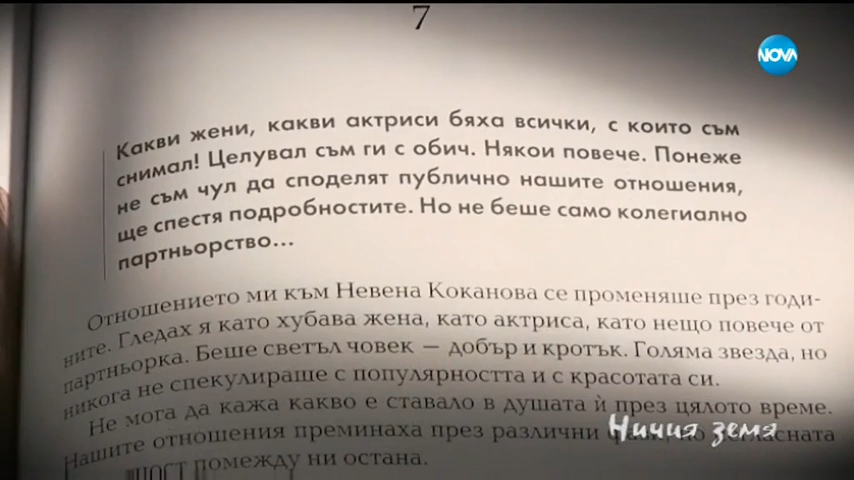 7
NOVA
Какви жени, какви актриси бяха всички, с които съм
снимал! Целувал съм ги с обич. Някои повече. Понеже
не съм чул да споделят публично нашите отношения,
ще спестя подробностите. Но не беше само колегиално
партньорство...
Отношението ми към Невена Коканова се променяше през годи-
ните. Гледах я като хубава жена, като актриса, като нещо повече от
партньорка. Беше светъл човек – добър и кротък. Голяма звезда, но
никога не спекулираше с популярността и с красотата си.
Не мога да кажа какво е ставало в душата ѝ през цялото време.
Нашите отношения преминаха през различни
помежду ни остана.
Ничия земя